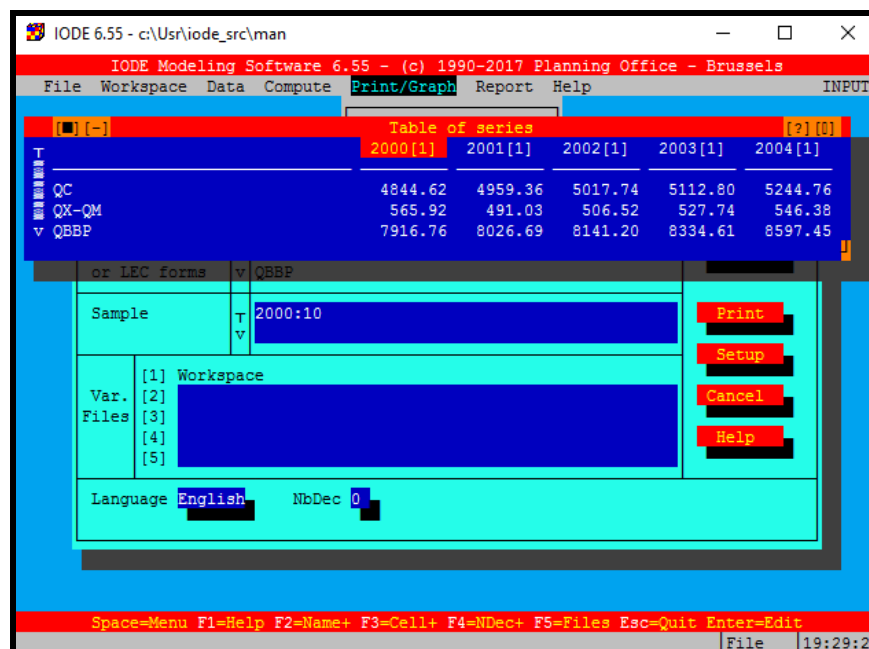 IODE 6.55 - c:\Usr\iode_src\man
IODE Modeling Software 6.55 - (c) 1990-2017 Planning Office - Brussels
File Workspace Data Compute Print/Graph Report Help INPUT
[■][-] Table of series [?][▯]
2000[1] 2001[1] 2002[1] 2003[1] 2004[1]
QC 4844.62 4959.36 5017.74 5112.80 5244.76
QX-QM 565.92 491.03 506.52 527.74 546.38
QBBP 7916.76 8026.69 8141.20 8334.61 8597.45
or LEC forms v QBBP
Sample 2000:10
[1] Workspace
Var. [2]
Files [3]
[4]
[5]
Language English NbDec 0
Print
Setup
Cancel
Help
Space=Menu F1=Help F2=Name+ F3=Cell+ F4=NDec+ F5=Files Esc=Quit Enter=Edit
File 19:29:2